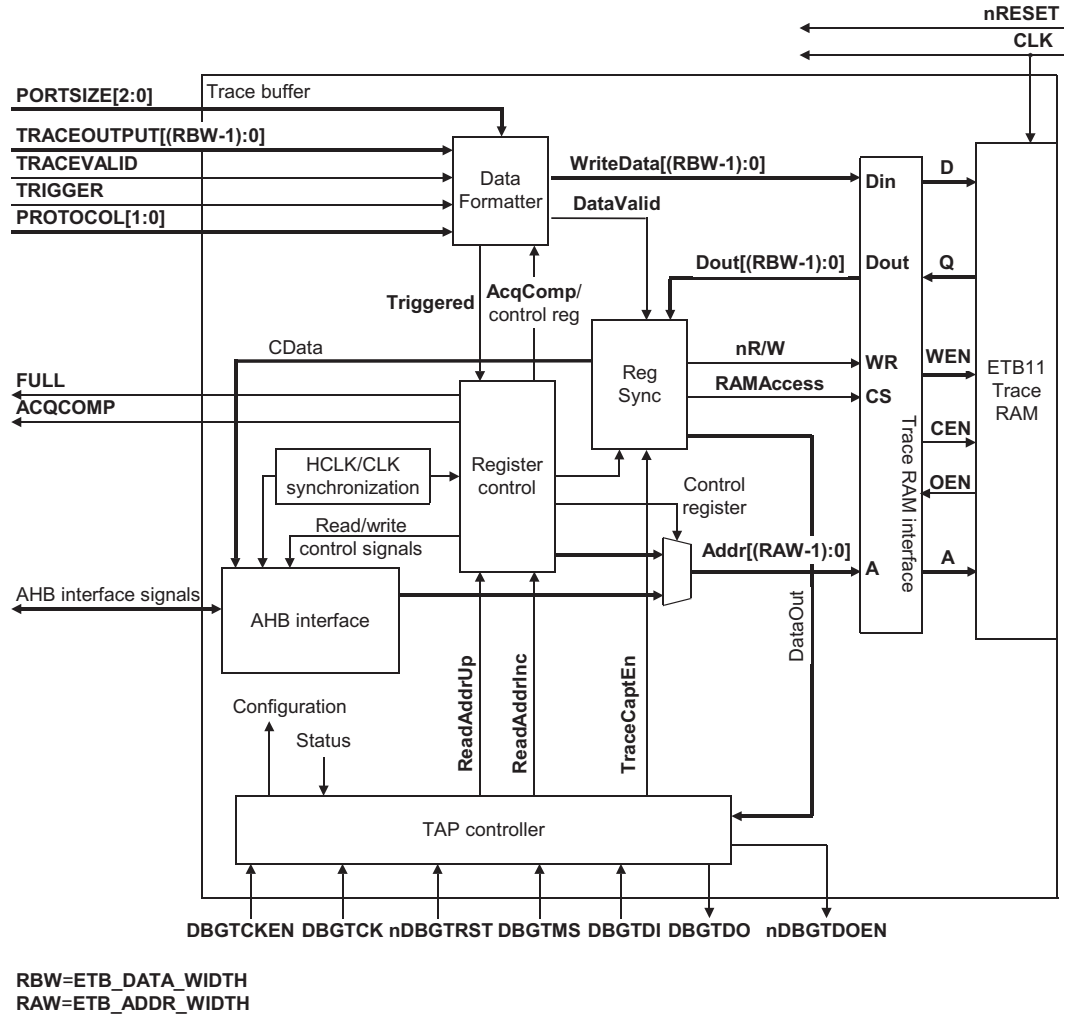 nRESET
CLK
PORTSIZE[2:0]
Trace buffer
TRACEOUTPUT[(RBW-1):0]
TRACEVALID
TRIGGER
PROTOCOL[1:0]
Data
Formatter
WriteData[(RBW-1):0]
DataValid
Din
D
Dout[(RBW-1):0]
Dout
Q
Triggered
AcqComp/
control reg
CData
Reg
Sync
nR/W
WR
WEN
RAMAccess
CS
ETB11
Trace
RAM
FULL
ACQCOMP
CEN
OEN
Trace RAM interface
HCLK/CLK
synchronization
Register
control
Control
register
Read/write
control signals
Addr[(RAW-1):0]
A
A
AHB interface signals
AHB interface
DataOut
ReadAddrUp
ReadAddrInc
TraceCaptEn
Configuration
Status
TAP controller
DBGTCKEN DBGTCK nDBGTRST DBGTMS DBGTDI DBGTDO nDBGTDOEN
RBW=ETB_DATA_WIDTH
RAW=ETB_ADDR_WIDTH